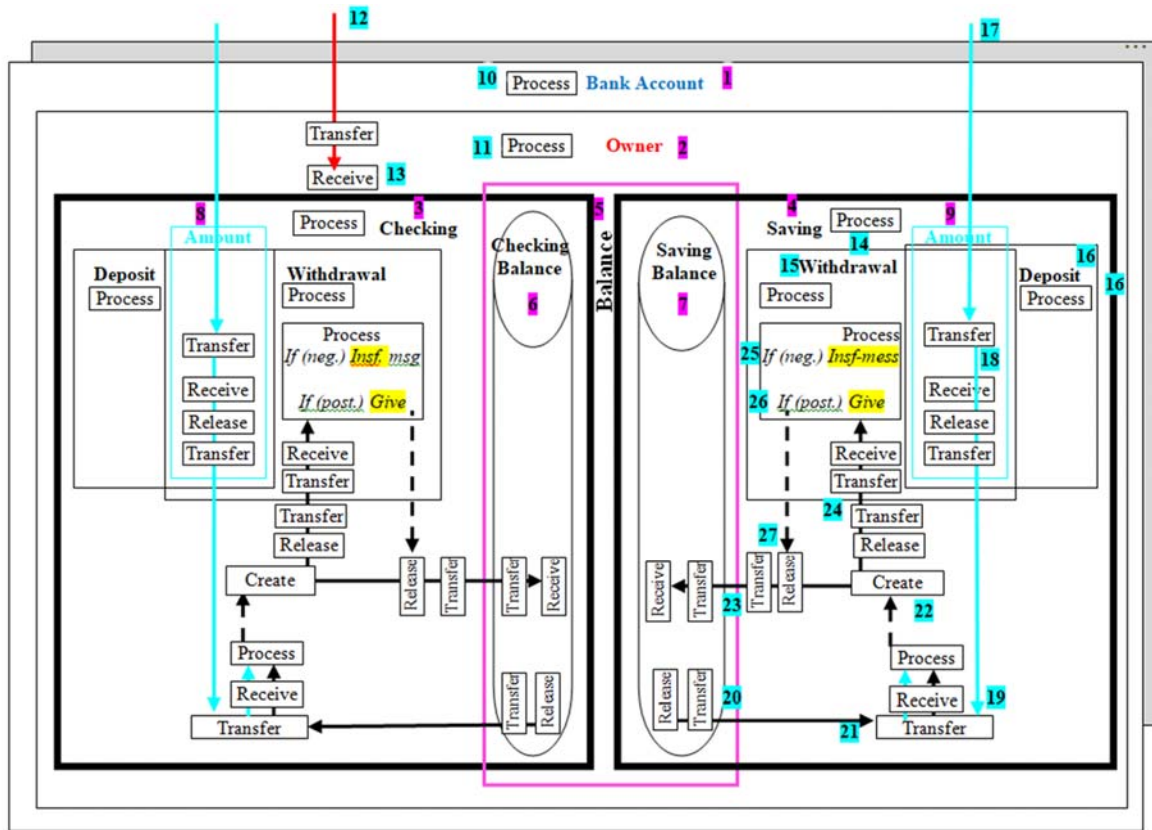 12
17
...
10 Process Bank Account 1
Transfer
11 Process Owner 2
Receive 13
8 Process 3 Checking
5
4 Saving Process 9
14
Amount
Amount
Checking Balance
Balance
Saving Balance
Deposit
Process
Withdrawal
Process
15 Withdrawal
Process
16
Deposit
Process
16
6
7
Process
If (neg.) Insf. msg
If (post.) Give
Process
25 If (neg.) Insf-mess
26 If (post.) Give
Transfer
Receive
Release
Transfer
Transfer
18
Receive
Release
Transfer
Receive
Transfer
Receive
Transfer
Transfer
Release
24
Transfer
Release
Create
Release
Transfer
Transfer
Receive
Receive
Transfer
23
Transfer
27
Release
Create
22
Process
Receive
Transfer
Transfer
Release
Release
Transfer
20
21
Process
Receive
19
Transfer